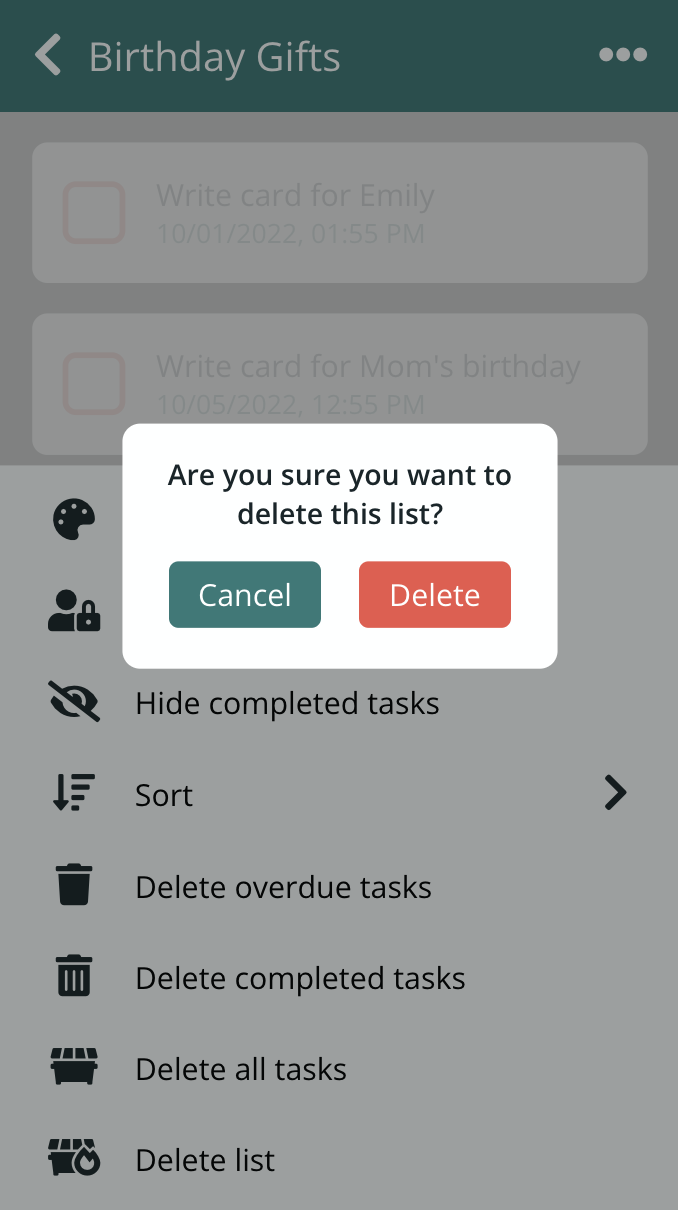 Birthday Gifts
Write card for Emily
10/01/2022, 01:55 PM
Write card for Mom's birthday
10/05/2022, 12:55 PM
Are you sure you want to
delete this list?
Cancel Delete
Hide completed tasks
Sort
Delete overdue tasks
Delete completed tasks
Delete all tasks
Delete list